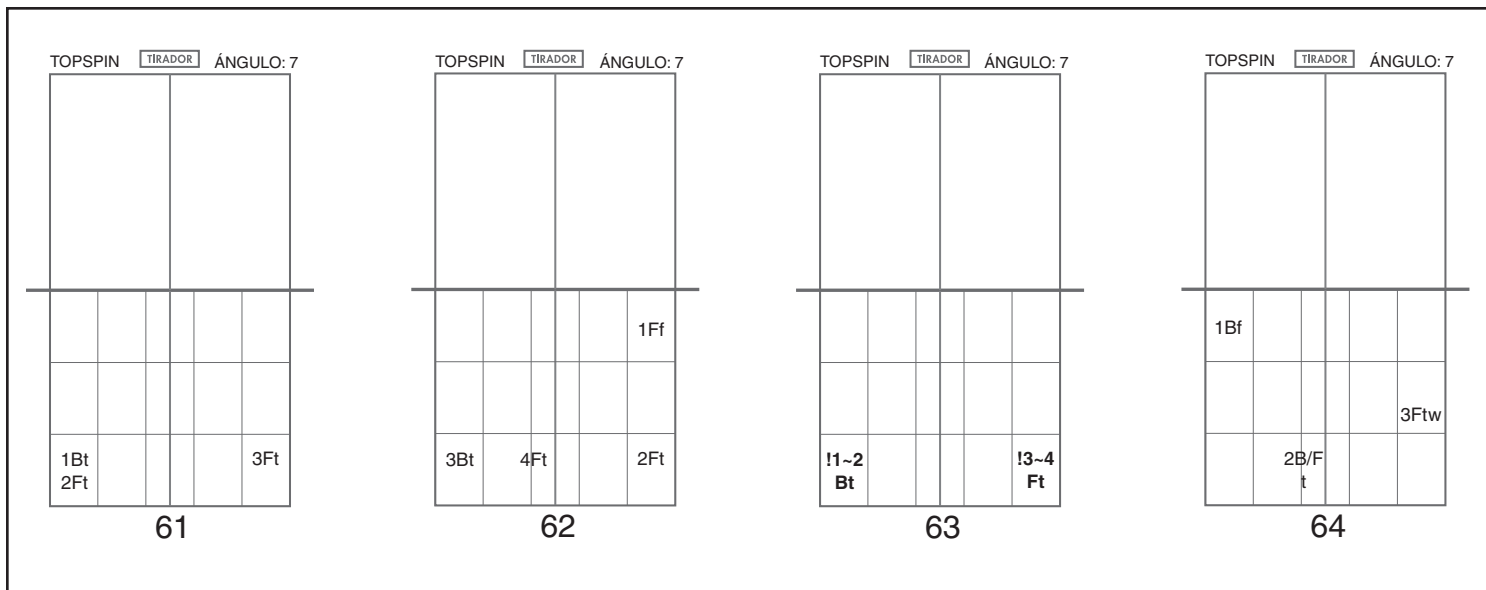 TOPSPIN TIRADOR ÁNGULO: 7
1Bt
2Ft
3Ft
61
TOPSPIN TIRADOR ÁNGULO: 7
1Ff
3Bt 4Ft 2Ft
62
TOPSPIN TIRADOR ÁNGULO: 7
!1~2
Bt
!3~4
Ft
63
TOPSPIN TIRADOR ÁNGULO: 7
1Bf
3Ftw
2B/F
t
64